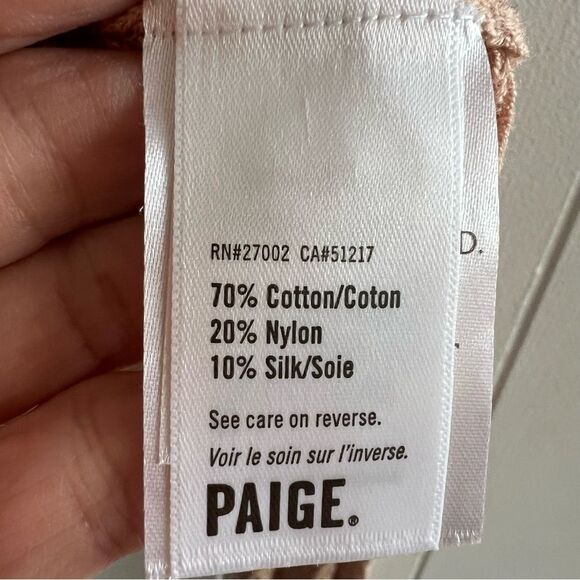 RN#27002 CA#51217
D.
70% Cotton/Coton
20% Nylon
10% Silk/Soie
See care on reverse.
Voir le soin sur l'inverse.
PAIGE®